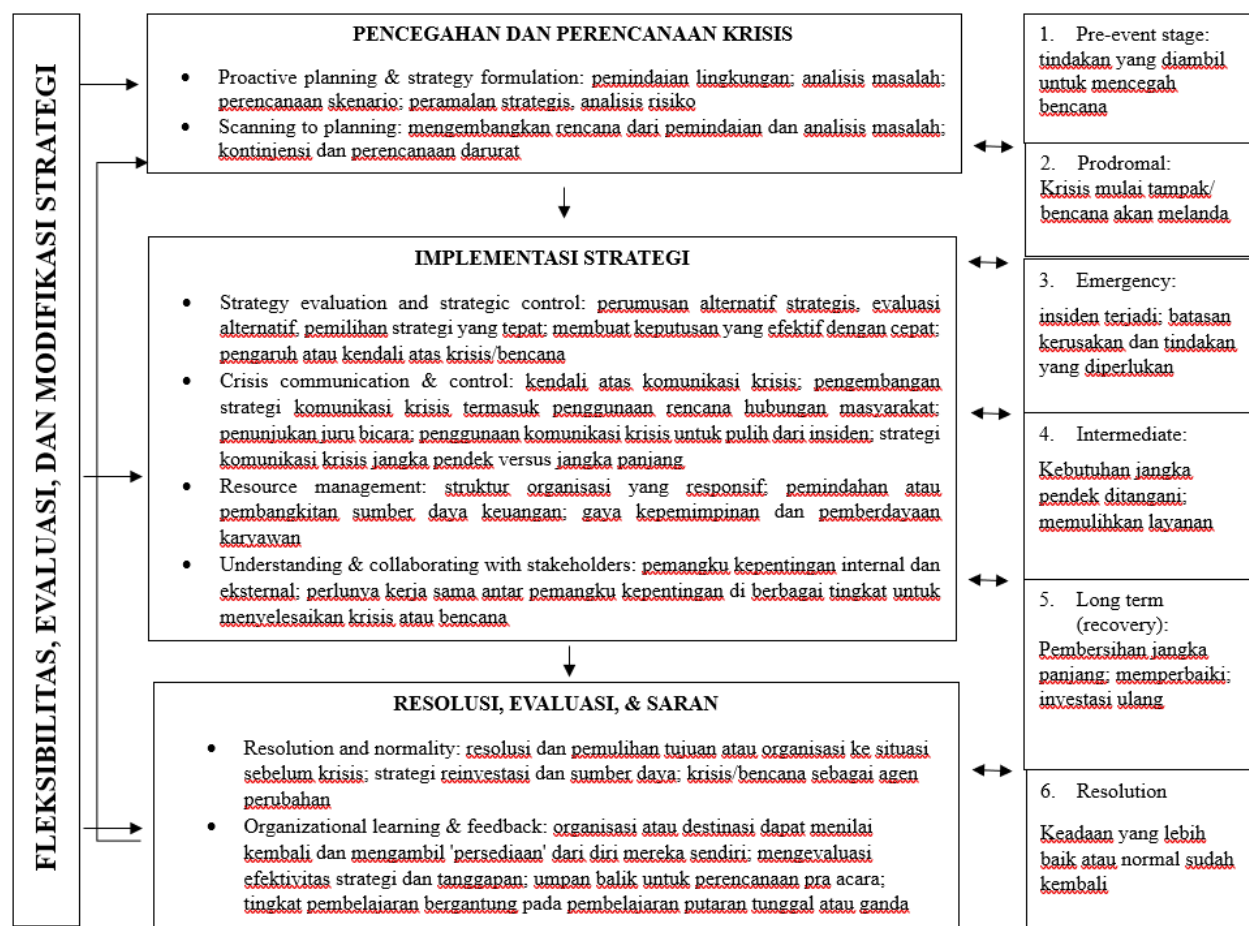 FLEKSIBILITAS, EVALUASI, DAN MODIFIKASI STRATEGI
PENCEGAHAN DAN PERENCANAAN KRISIS
• Proactive planning & strategy formulation: pemindaian lingkungan; analisis masalah;
perencanaan skenario; peramalan strategis, analisis risiko
• Scanning to planning: mengembangkan rencana dari pemindaian dan analisis masalah;
kontinjensi dan perencanaan darurat
IMPLEMENTASI STRATEGI
• Strategy evaluation and strategic control: perumusan alternatif strategis, evaluasi
alternatif, pemilihan strategi yang tepat; membuat keputusan yang efektif dengan cepat;
pengaruh atau kendali atas krisis/bencana
• Crisis communication & control: kendali atas komunikasi krisis; pengembangan
strategi komunikasi krisis termasuk penggunaan rencana hubungan masyarakat;
penunjukan juru bicara; penggunaan komunikasi krisis untuk pulih dari insiden; strategi
komunikasi krisis jangka pendek versus jangka panjang
• Resource management: struktur organisasi yang responsif; pemindahan atau
pembangkitan sumber daya keuangan; gaya kepemimpinan dan pemberdayaan
karyawan
• Understanding & collaborating with stakeholders: pemangku kepentingan internal dan
eksternal; perlunya kerja sama antar pemangku kepentingan di berbagai tingkat untuk
menyelesaikan krisis atau bencana
RESOLUSI, EVALUASI, & SARAN
• Resolution and normality: resolusi dan pemulihan tujuan atau organisasi ke situasi
sebelum krisis; strategi reinvestasi dan sumber daya; krisis/bencana sebagai agen
perubahan
• Organizational learning & feedback: organisasi atau destinasi dapat menilai
kembali dan mengambil 'persediaan' dari diri mereka sendiri; mengevaluasi
efektivitas strategi dan tanggapan; umpan balik untuk perencanaan pra acara;
tingkat pembelajaran bergantung pada pembelajaran putaran tunggal atau ganda
1. Pre-event stage:
tindakan yang diambil
untuk mencegah
bencana
2. Prodromal:
Krisis mulai tampak/
bencana akan melanda
3. Emergency:
insiden terjadi; batasan
kerusakan dan tindakan
yang diperlukan
4. Intermediate:
Kebutuhan jangka
pendek ditangani;
memulihkan layanan
5. Long term
(recovery):
Pembersihan jangka
panjang; memperbaiki;
investasi ulang
6. Resolution
Keadaan yang lebih
baik atau normal sudah
kembali